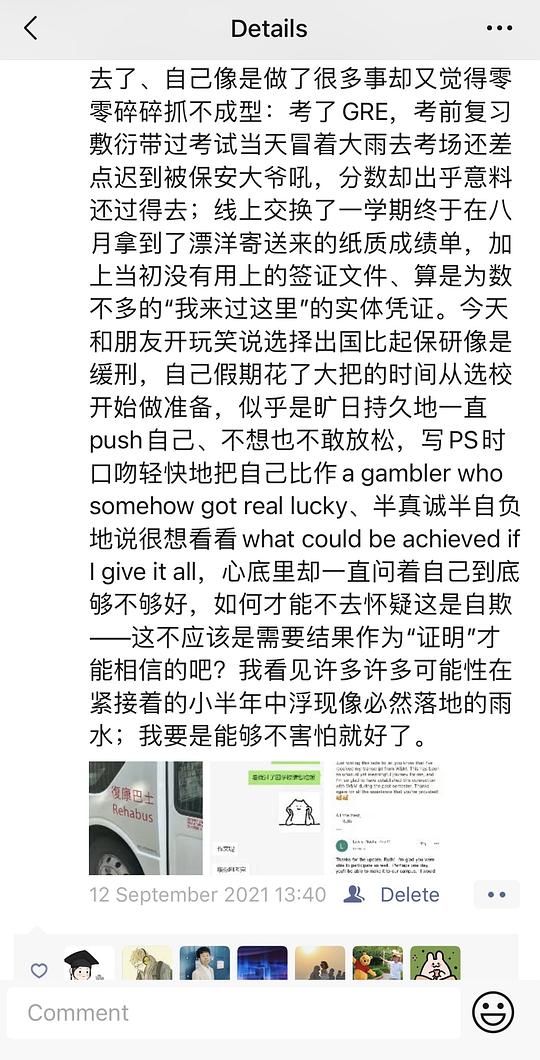 Details
去了、自己像是做了很多事却又觉得零
零碎碎抓不成型：考了GRE，考前复习
敷衍带过考试当天冒着大雨去考场还差
点迟到被保安大爷吼，分数却出乎意料
还过得去；线上交换了一学期终于在八
月拿到了漂洋寄送来的纸质成绩单，加
上当初没有用上的签证文件、算是为数
不多的“我来过这里”的实体凭证。今天
和朋友开玩笑说选择出国比起保研像是
缓刑，自己假期花了大把的时间从选校
开始做准备，似乎是旷日持久地一直
push自己、不想也不敢放松，写PS时
口吻轻快地把自己比作a gambler who
somehow got real lucky、半真诚半自负
地说很想看看what could be achieved if
I give it all，心底里却一直问着自己到底
够不够好，如何才能不去怀疑这是自欺
——这不应该是需要结果作为“证明”才
能相信的吧？我看见许多许多可能性在
紧接着的小半年中浮现像必然落地的雨
水；我要是能够不害怕就好了。
復康巴士
Rehabus
12 September 2021 13:40
Delete
Comment